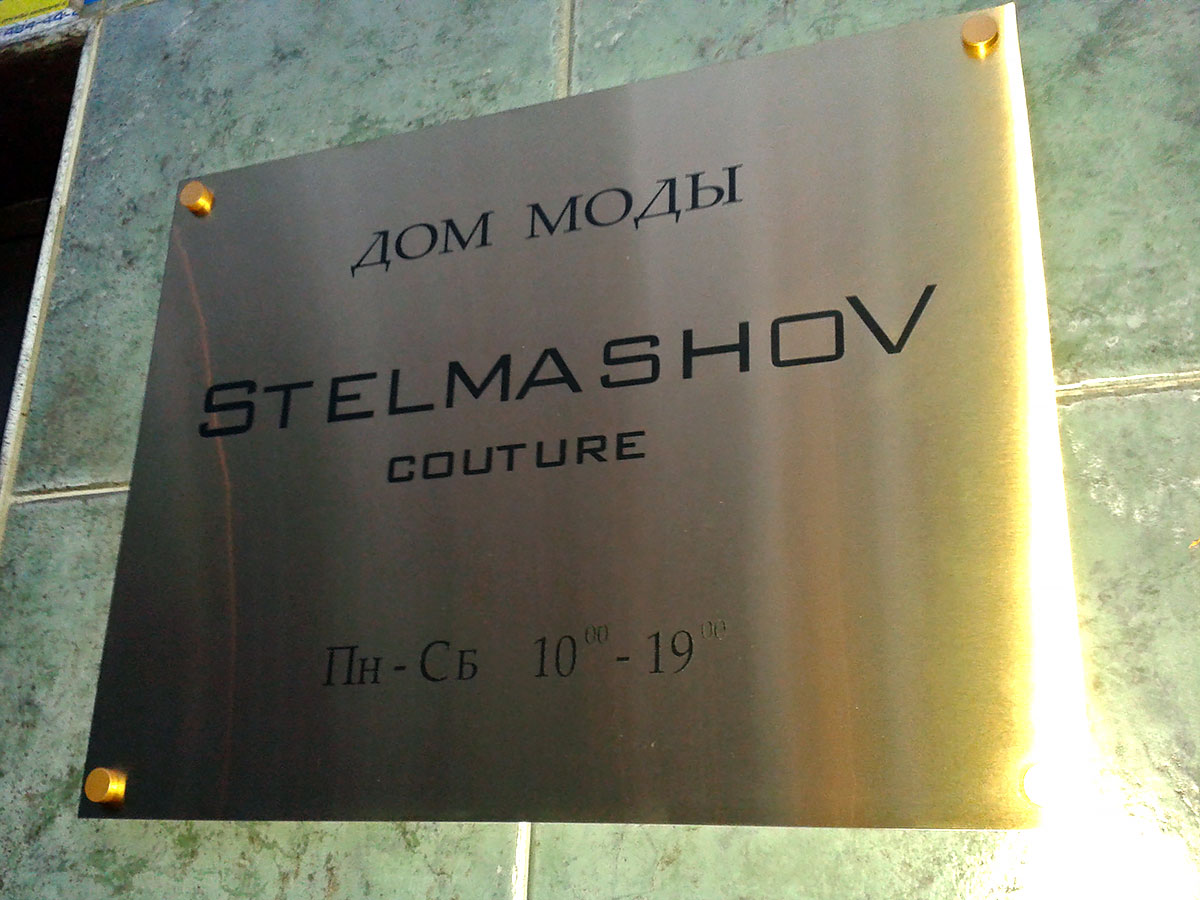 ДОМ МОДЫ
STELMASHOV
COUTURE
Пн - Сб 10⁰⁰ - 19⁰⁰